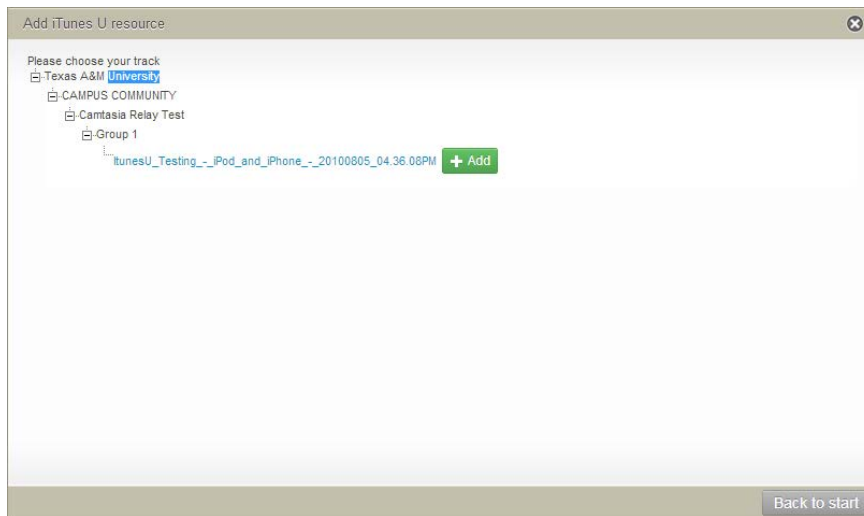 Add iTunes U resource
Please choose your track
Texas A&M University
CAMPUS COMMUNITY
Camtasia Relay Test
Group 1
ItunesU_Testing_-_iPod_and_iPhone_-_20100805_04.36.08PM + Add
Back to start